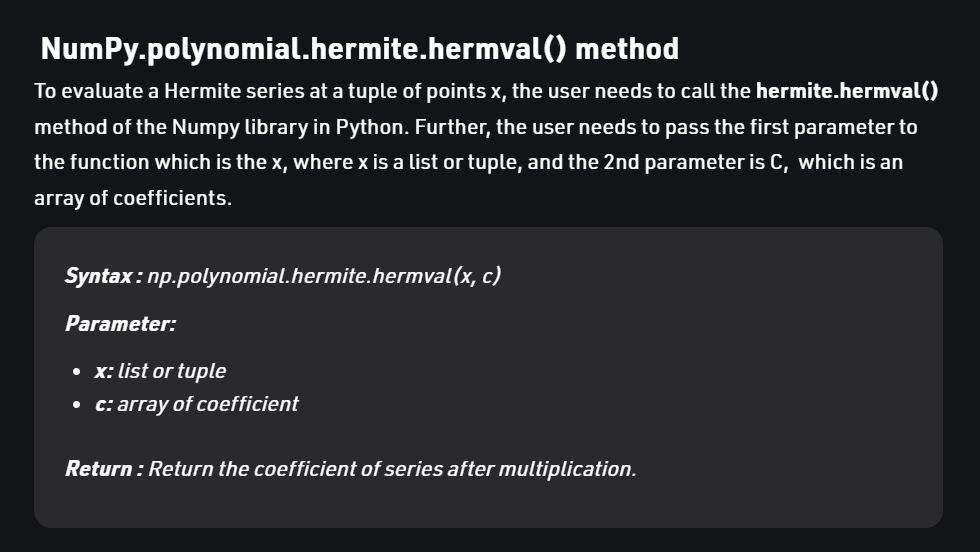 NumPy.polynomial.hermite.hermval() method
To evaluate a Hermite series at a tuple of points x, the user needs to call the hermite.hermval()
method of the Numpy library in Python. Further, the user needs to pass the first parameter to
the function which is the x, where x is a list or tuple, and the 2nd parameter is C,  which is an
array of coefficients.
Syntax : np.polynomial.hermite.hermval(x, c)
Parameter:
• x: list or tuple
• c: array of coefficient
Return : Return the coefficient of series after multiplication.